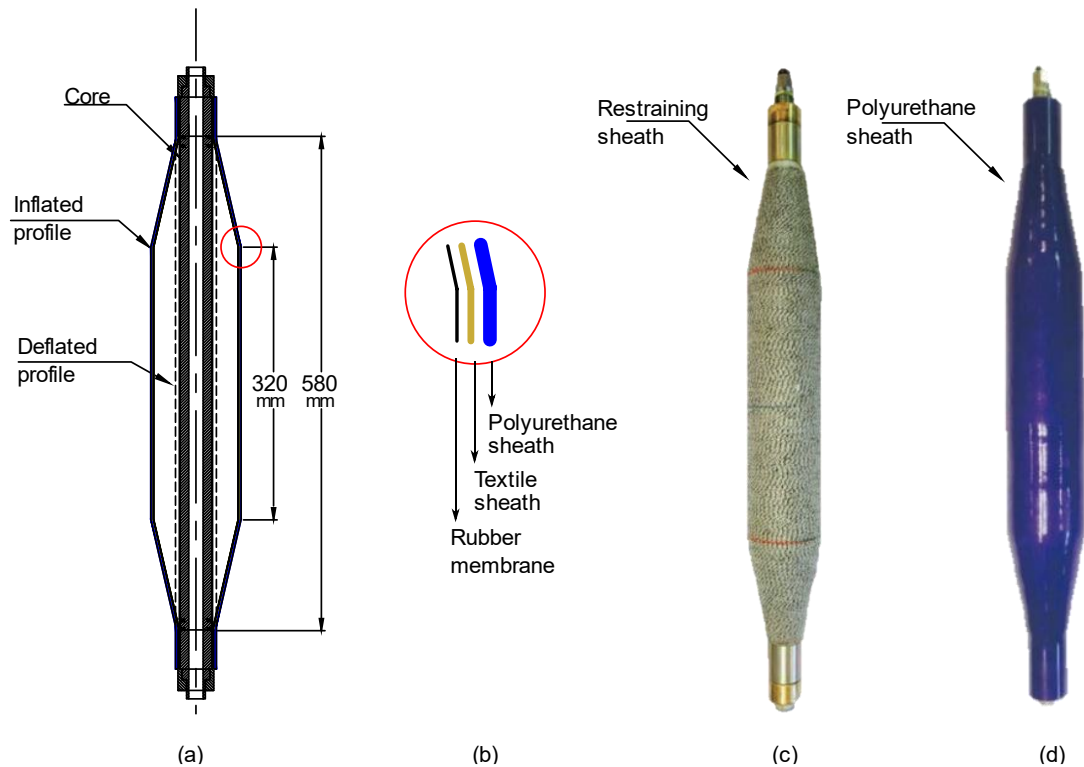 Core
Inflated
profile
Deflated
profile
320
mm
580
mm
(a)
Polyurethane
sheath
Textile
sheath
Rubber
membrane
(b)
Restraining
sheath
(c)
Polyurethane
sheath
(d)